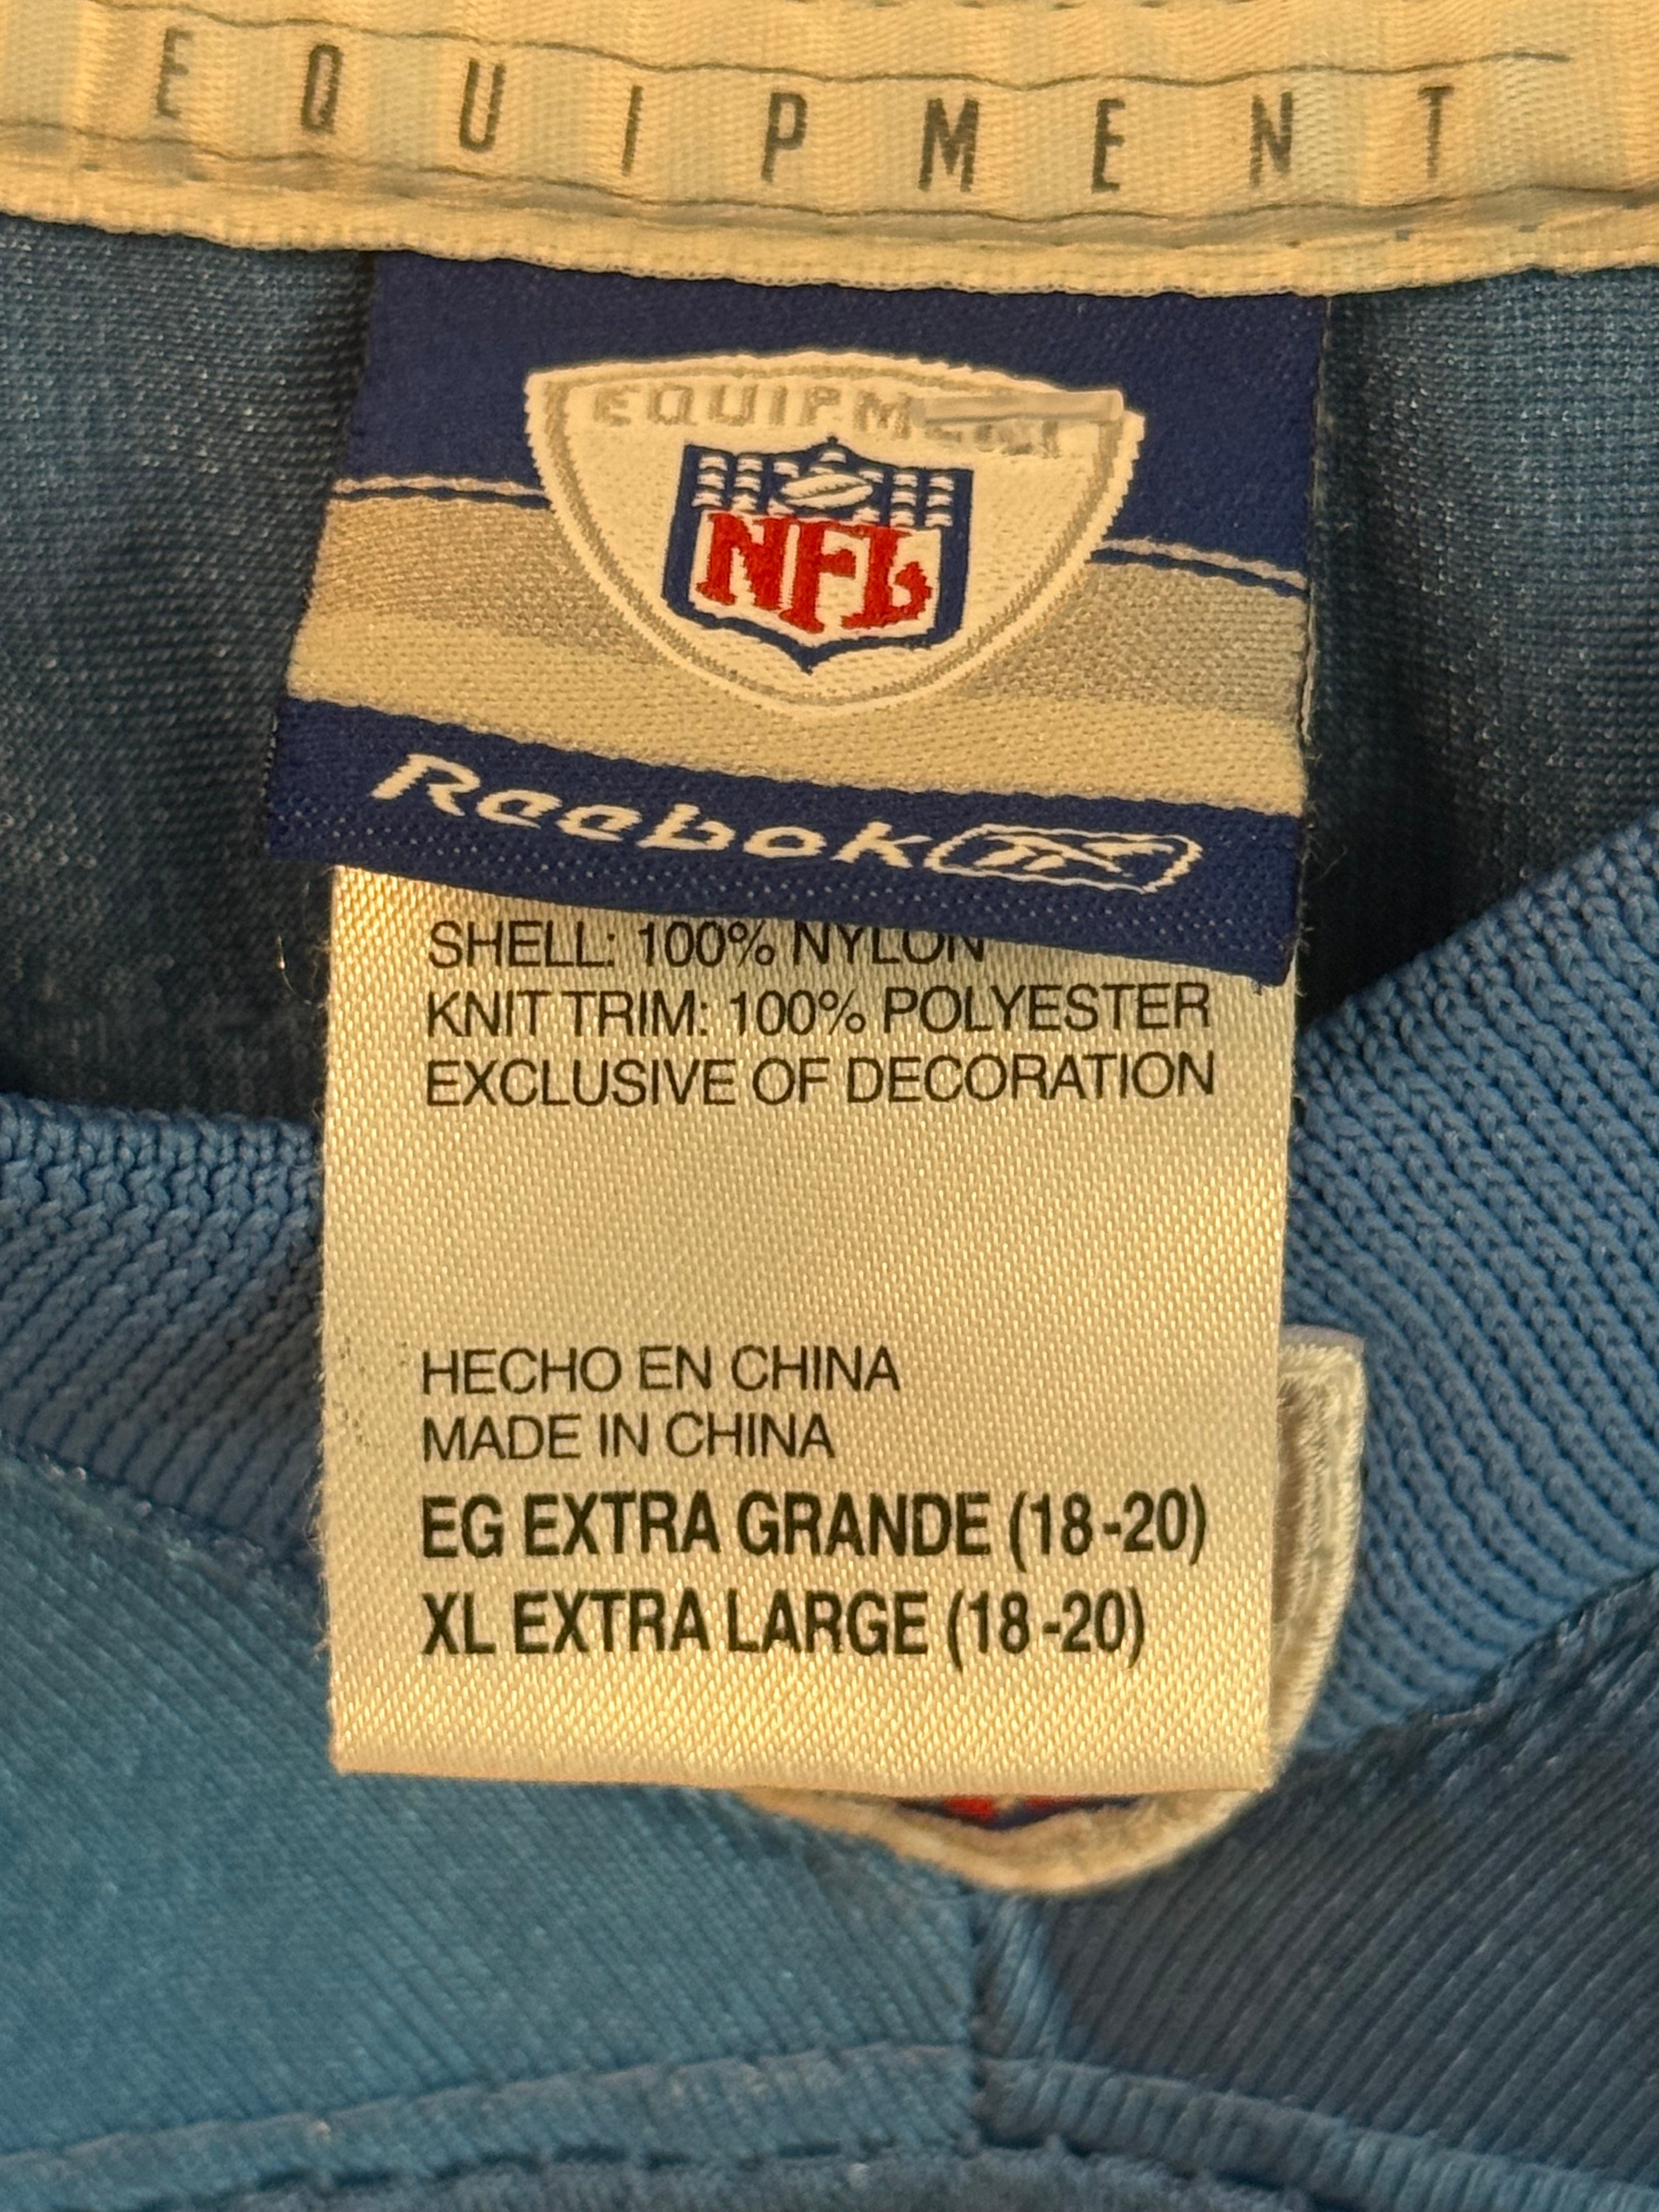 EQUIPMENT
EQUIPMENT
NFL
Reebok
SHELL: 100% NYLON
KNIT TRIM: 100% POLYESTER
EXCLUSIVE OF DECORATION
HECHO EN CHINA
MADE IN CHINA
EG EXTRA GRANDE (18-20)
XL EXTRA LARGE (18-20)